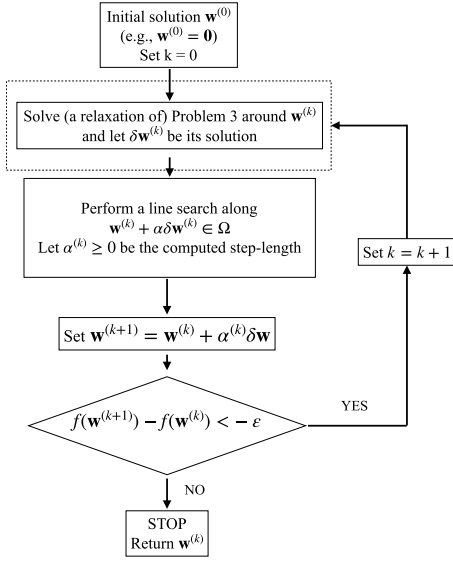 Initial solution w⁽⁰⁾
(e.g., w⁽⁰⁾ = 0)
Set k = 0
Solve (a relaxation of) Problem 3 around w⁽ᵏ⁾
and let δw⁽ᵏ⁾ be its solution
Perform a line search along
w⁽ᵏ⁾ + αδw⁽ᵏ⁾ ∈ Ω
Let α⁽ᵏ⁾ ≥ 0 be the computed step-length
Set k = k + 1
Set w⁽ᵏ⁺¹⁾ = w⁽ᵏ⁾ + α⁽ᵏ⁾δw
f(w⁽ᵏ⁺¹⁾) – f(w⁽ᵏ⁾) < – ε
YES
NO
STOP
Return w⁽ᵏ⁾